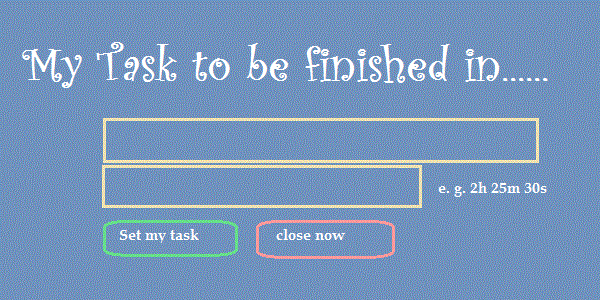 My Task to be finished in......
e. g. 2h 25m 30s
Set my task
close now